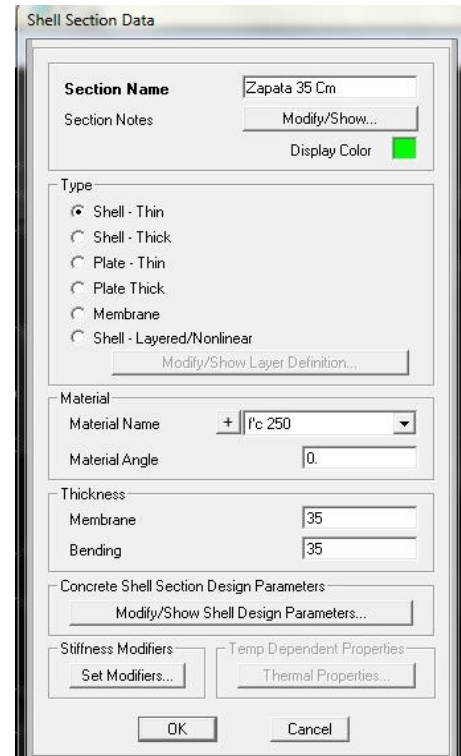 Shell Section Data
Section Name Zapata 35 Cm
Section Notes Modify/Show...
Display Color
Type
Shell - Thin
Shell - Thick
Plate - Thin
Plate Thick
Membrane
Shell - Layered/Nonlinear
Modify/Show Layer Definition...
Material
Material Name + f'c 250
Material Angle 0.
Thickness
Membrane 35
Bending 35
Concrete Shell Section Design Parameters
Modify/Show Shell Design Parameters...
Stiffness Modifiers Temp Dependent Properties
Set Modifiers... Thermal Properties...
OK Cancel